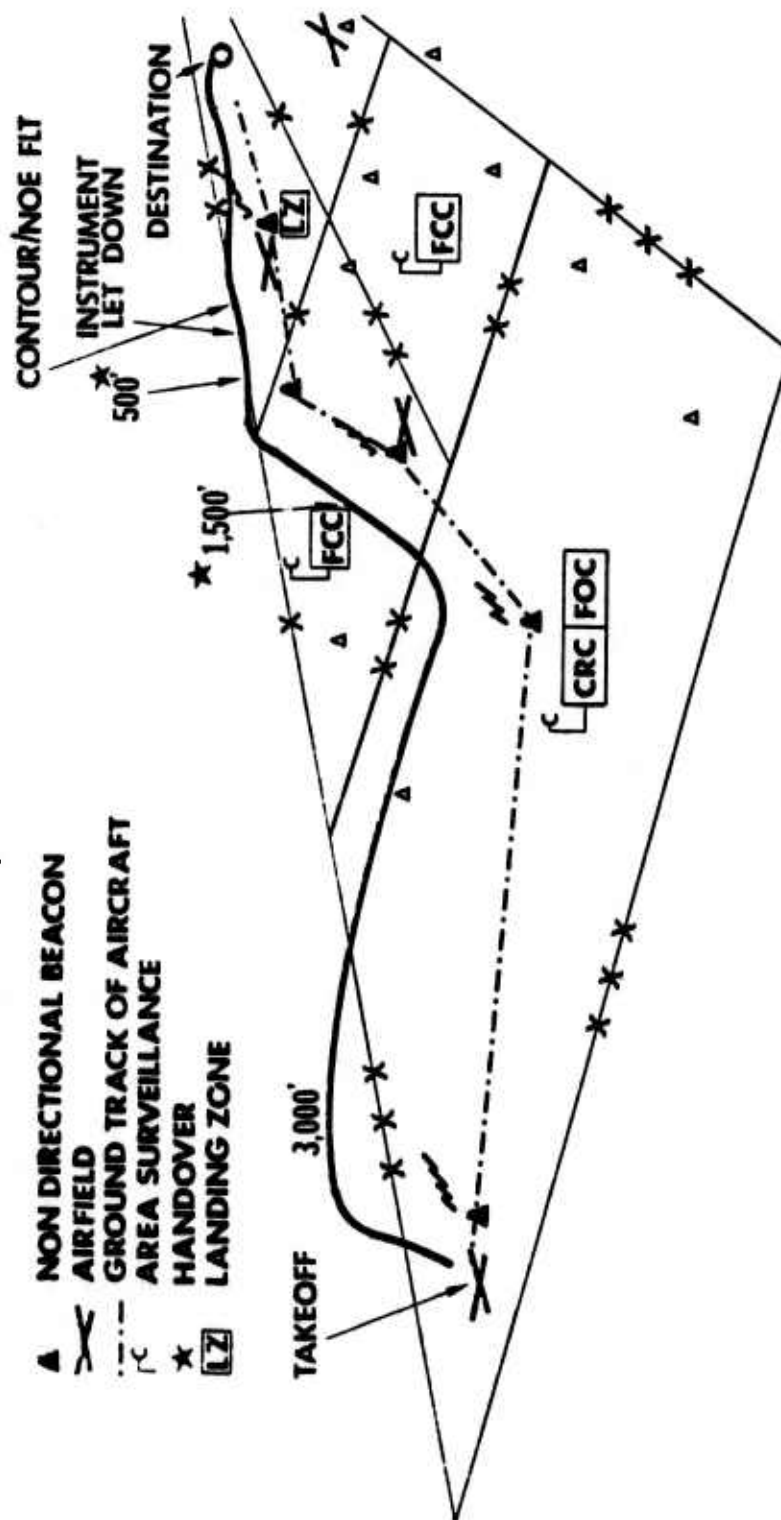 NON DIRECTIONAL BEACON
AIRFIELD
GROUND TRACK OF AIRCRAFT
AREA SURVEILLANCE
HANDOVER
LZ LANDING ZONE
CONTOUR/NOE FLT
INSTRUMENT
LET DOWN
DESTINATION
500'
1,500'
3,000'
TAKEOFF
C
FCC
LZ
C
FCC
C
CRC FOC